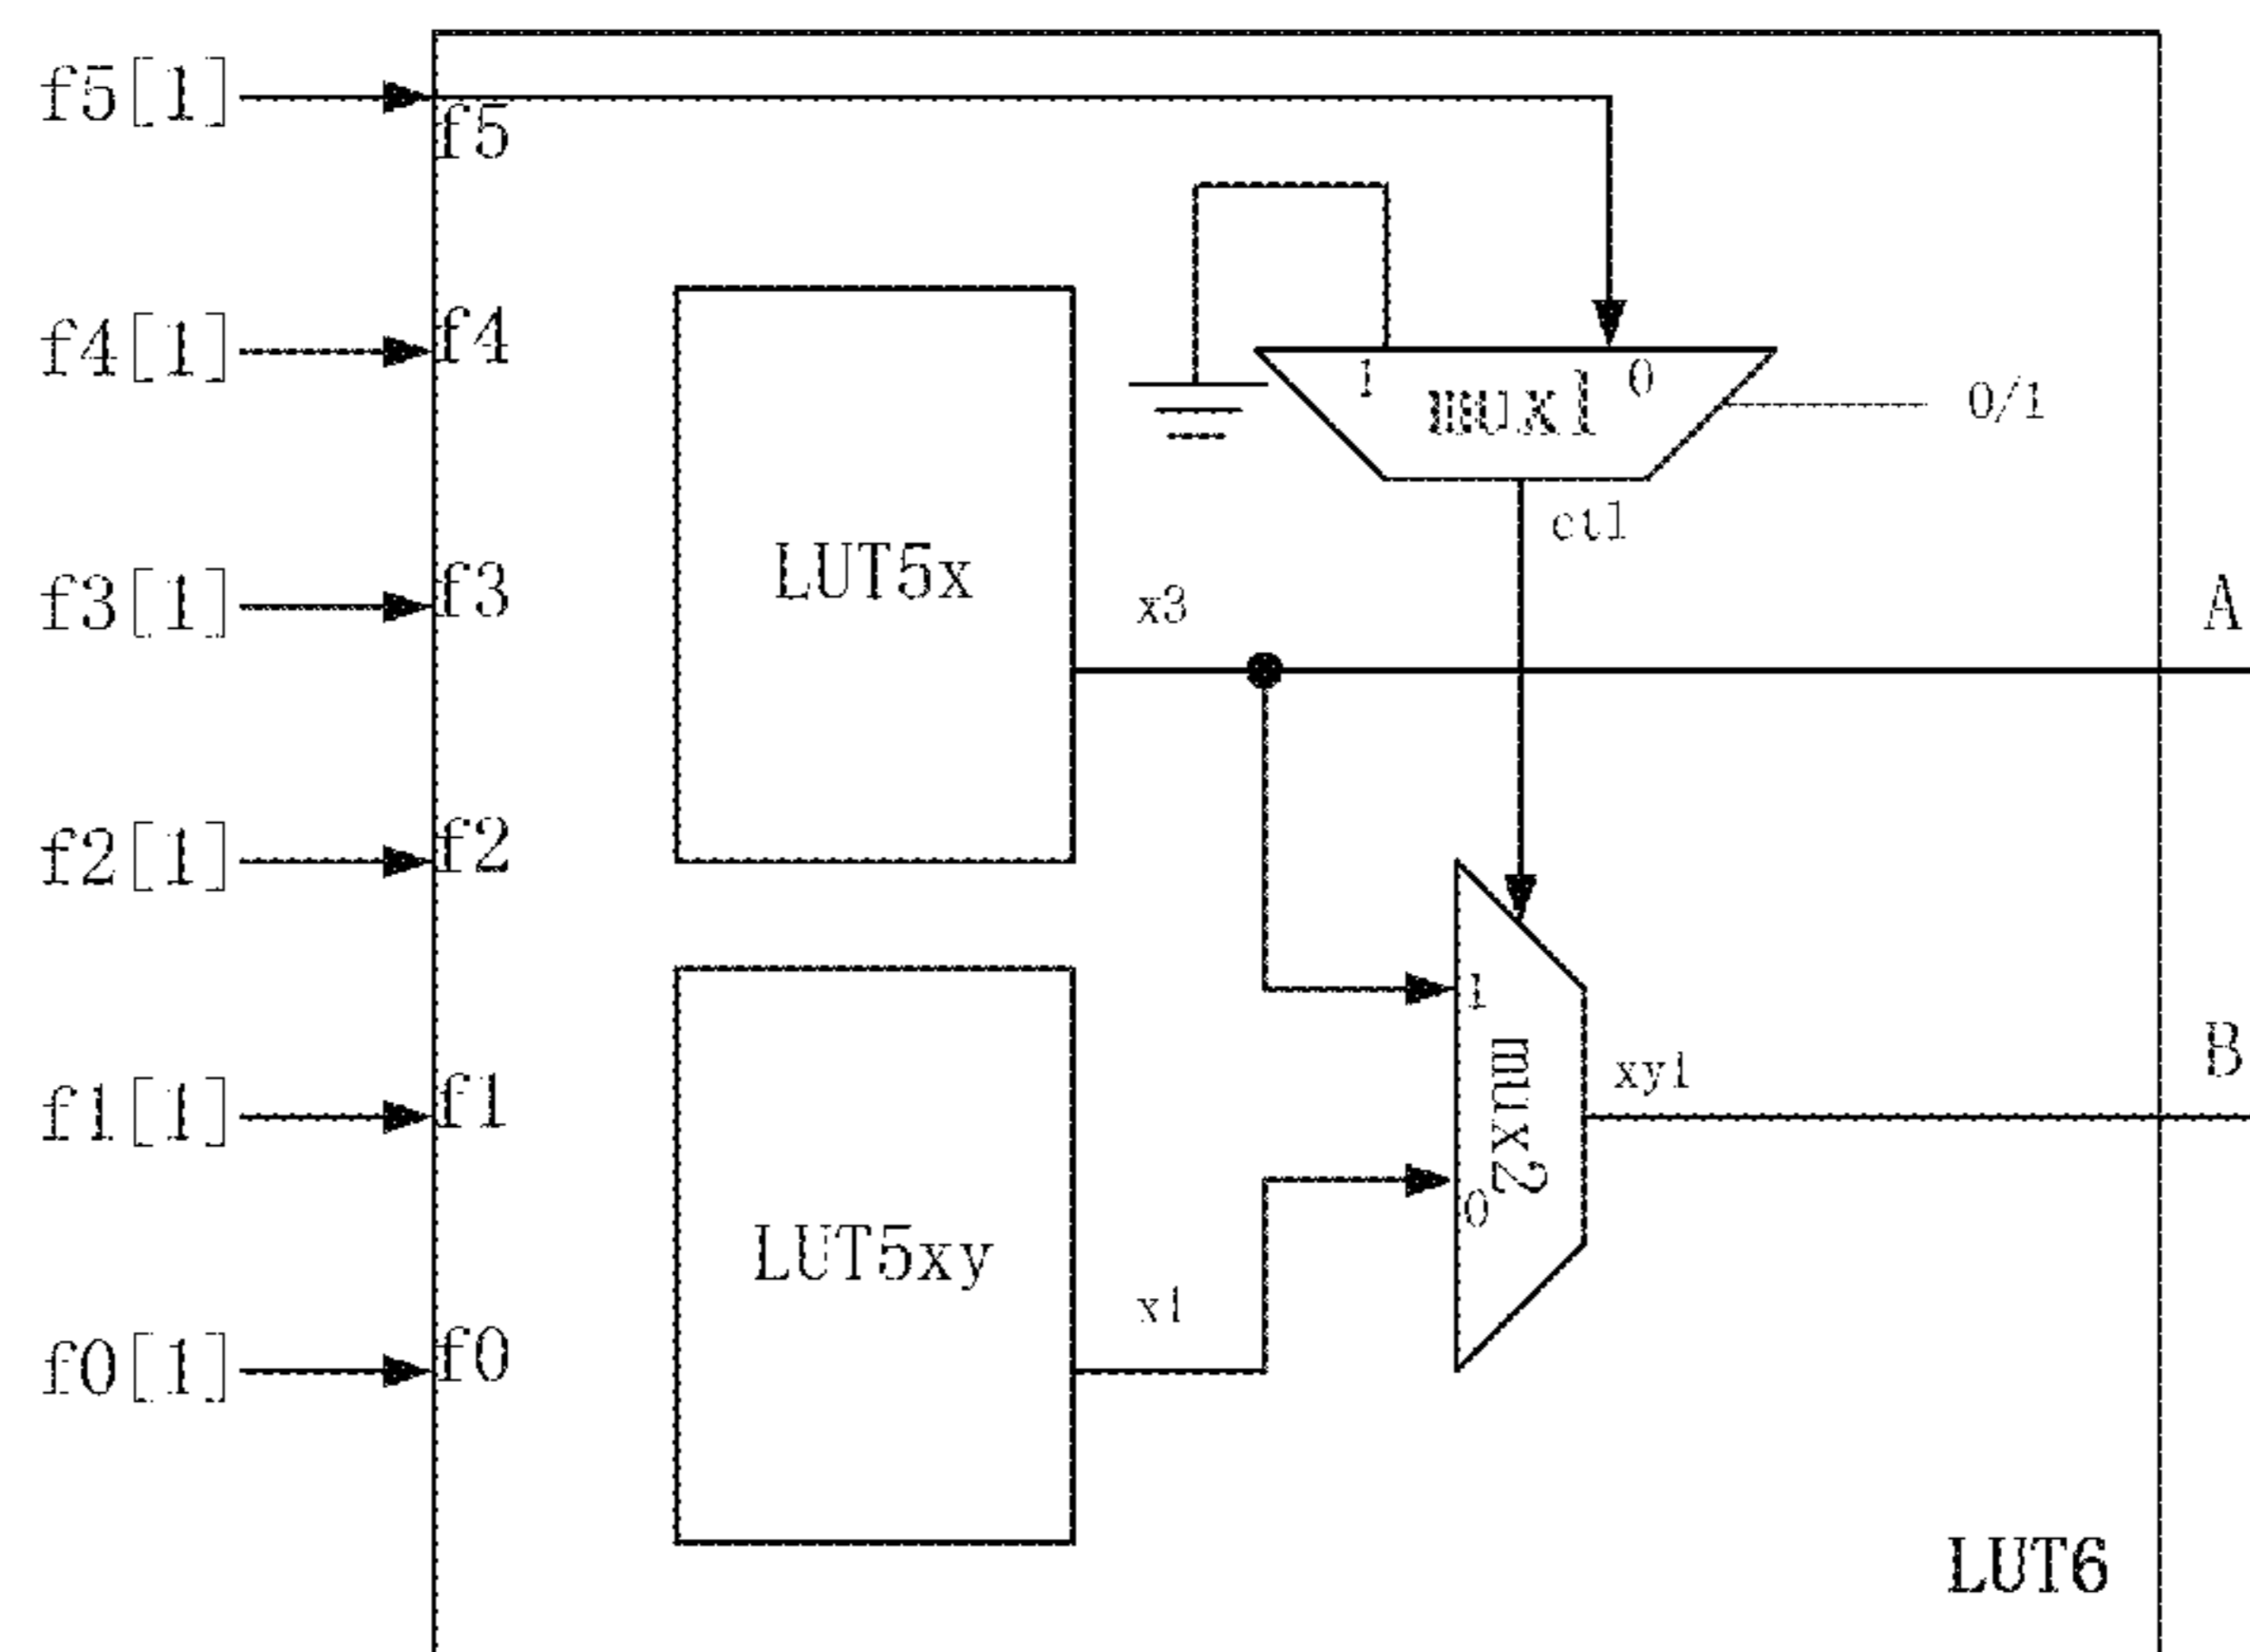 f5[1]
f5
f4[1]
f4
1
mux1
0
0/1
ctl
LUT5x
f3[1]
f3
x3
A
f2[1]
f2
1
mux2
0
xy1
B
f1[1]
f1
LUT5xy
x1
f0[1]
f0
LUT6